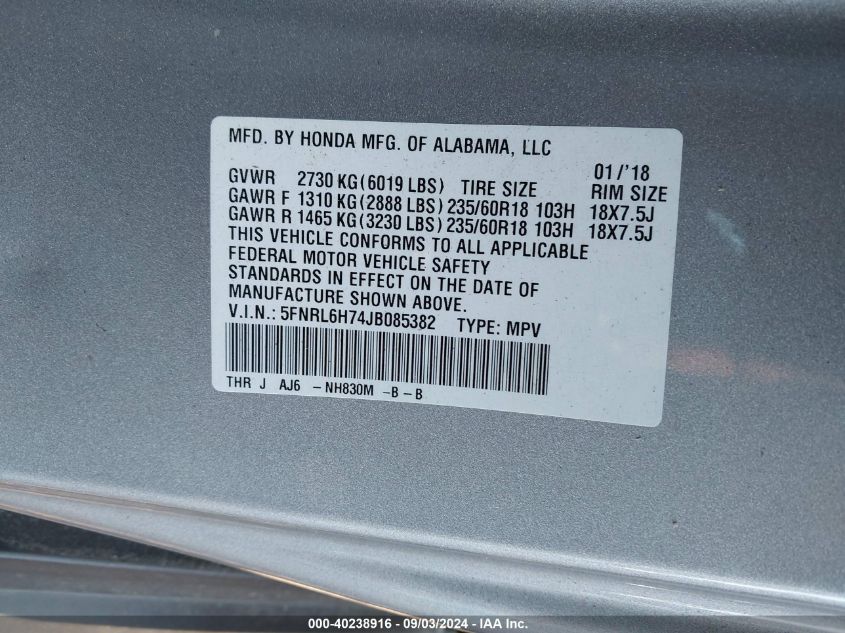 MFD. BY HONDA MFG. OF ALABAMA, LLC
01/'18
GVWR 2730 KG(6019 LBS) TIRE SIZE RIM SIZE
GAWR F 1310 KG(2888 LBS) 235/60R18 103H 18X7.5J
GAWR R 1465 KG(3230 LBS) 235/60R18 103H 18X7.5J
THIS VEHICLE CONFORMS TO ALL APPLICABLE
FEDERAL MOTOR VEHICLE SAFETY
STANDARDS IN EFFECT ON THE DATE OF
MANUFACTURE SHOWN ABOVE.
V.I.N.: 5FNRL6H74JB085382 TYPE: MPV
THR J AJ6 -NH830M -B-B
000-40238916 - 09/03/2024 - IAA Inc.